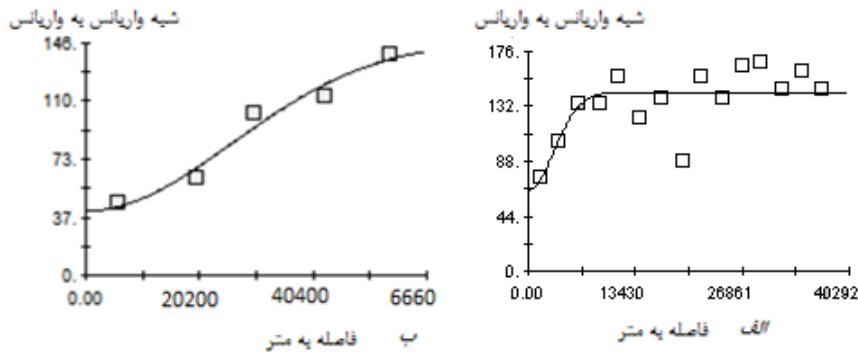 شبه واریانس به واریانس
146.
110.
73.
37.
0.
0.00 20200 40400 6660
ب فاصله به متر
شبه واریانس به واریانس
176.
132.
88.
44.
0.
0.00 13430 26861 40292
الف فاصله به متر